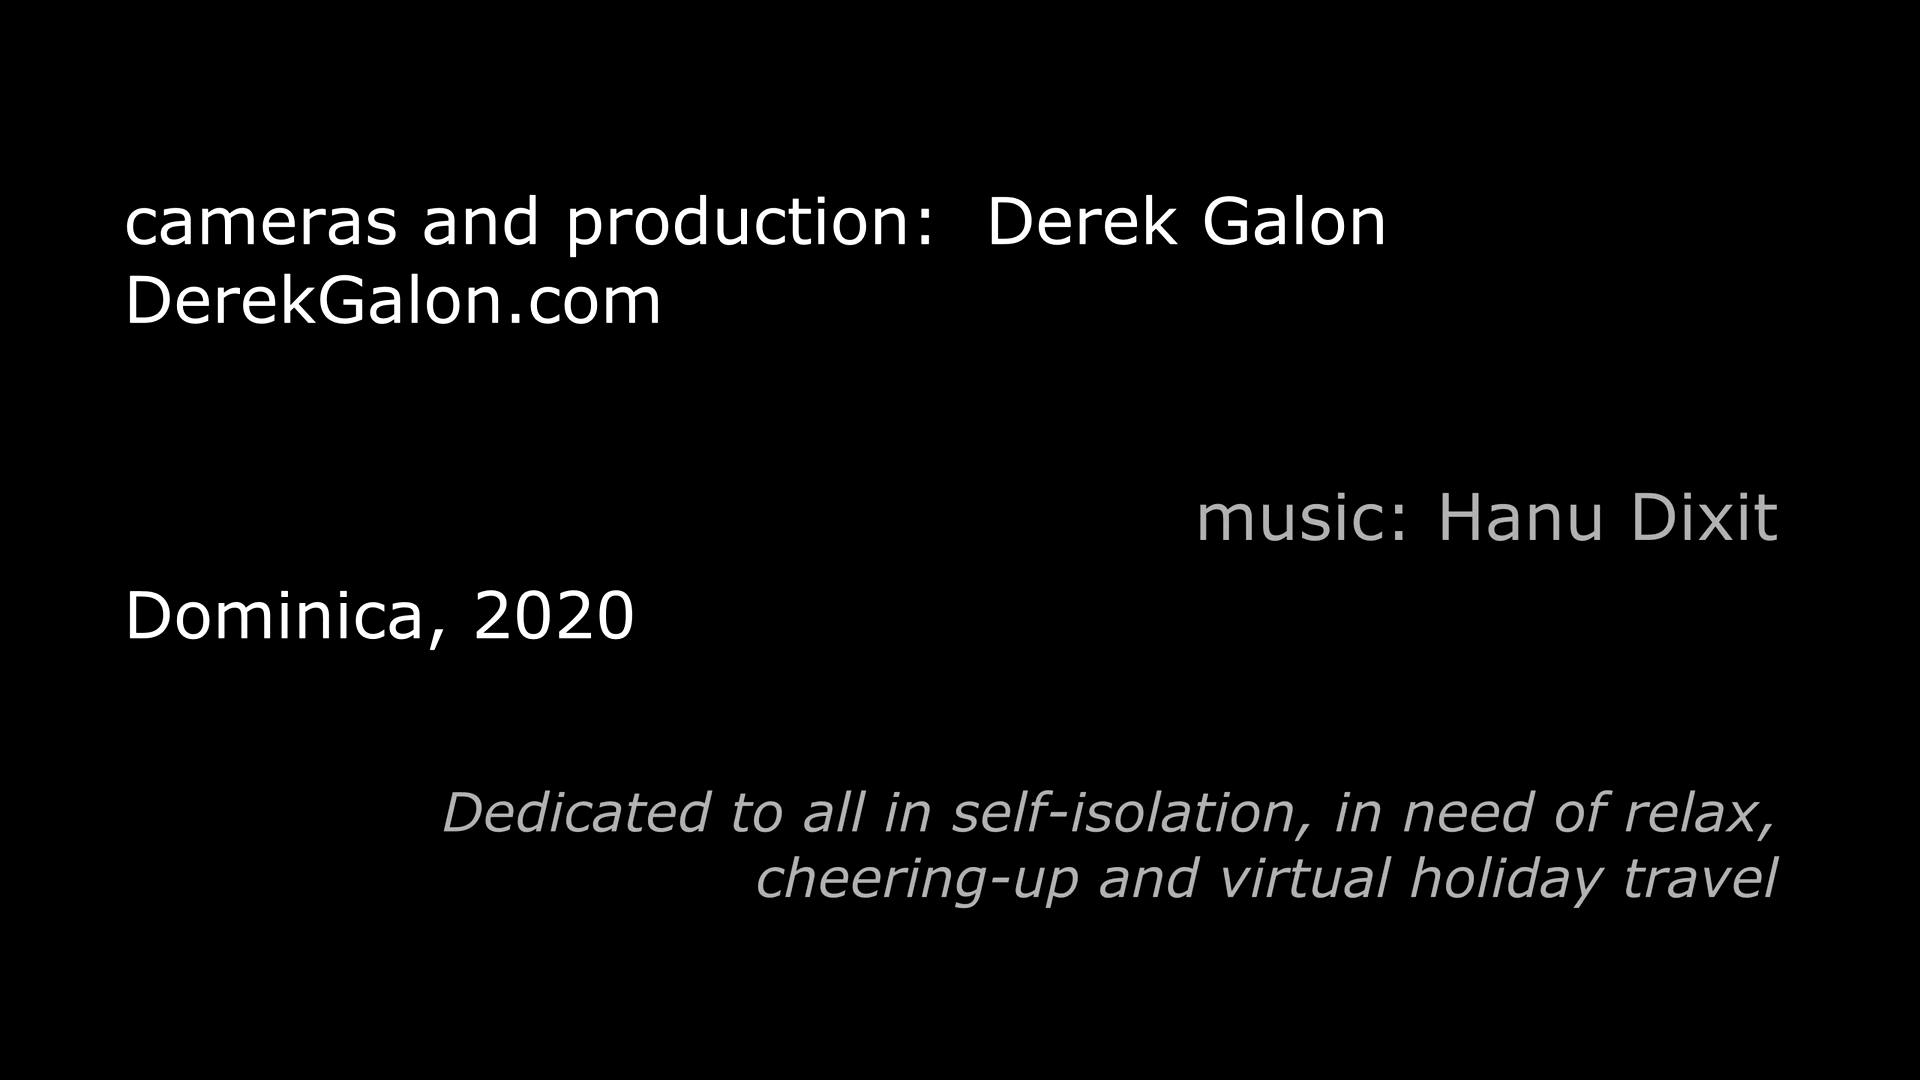 cameras and production:  Derek Galon
DerekGalon.com
music: Hanu Dixit
Dominica, 2020
Dedicated to all in self-isolation, in need of relax,
cheering-up and virtual holiday travel